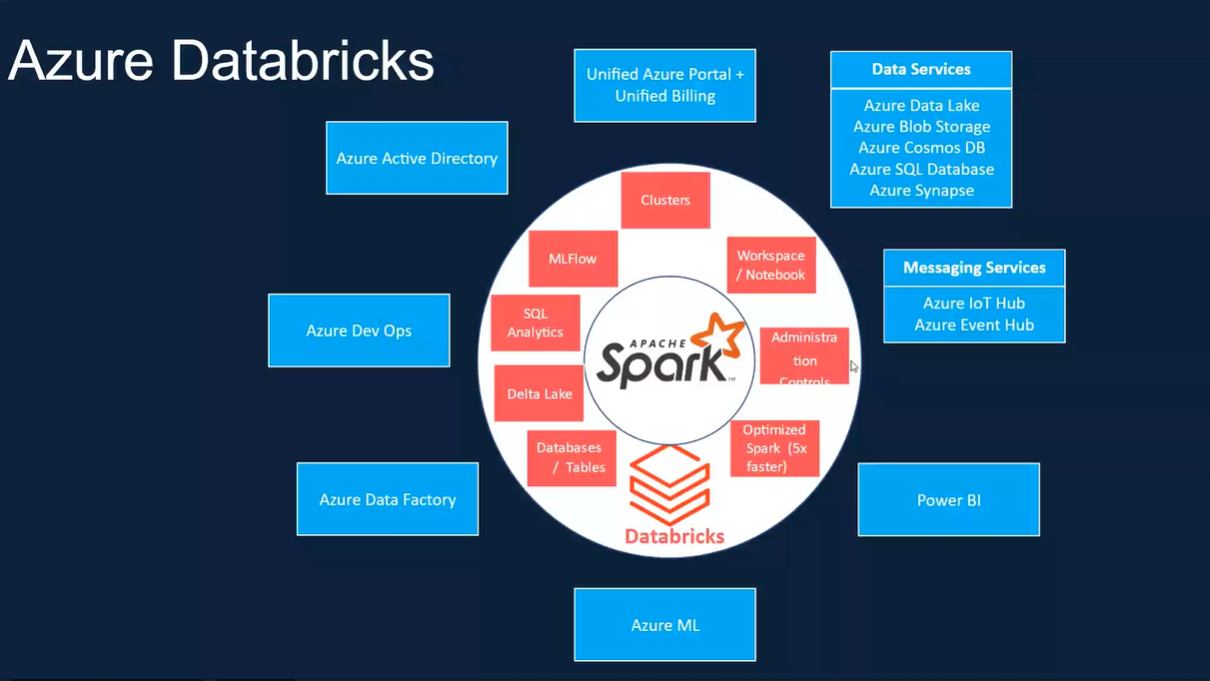 Azure Databricks
Unified Azure Portal +
Unified Billing
Data Services
Azure Data Lake
Azure Blob Storage
Azure Cosmos DB
Azure SQL Database
Azure Synapse
Azure Active Directory
Clusters
MLFlow
Workspace
/ Notebook
Messaging Services
Azure IoT Hub
Azure Event Hub
Azure Dev Ops
SQL
Analytics
APACHE
Spark™
Administra
tion
Controls
Delta Lake
Databases
/ Tables
Optimized
Spark (5x
faster)
Databricks
Azure Data Factory
Power BI
Azure ML